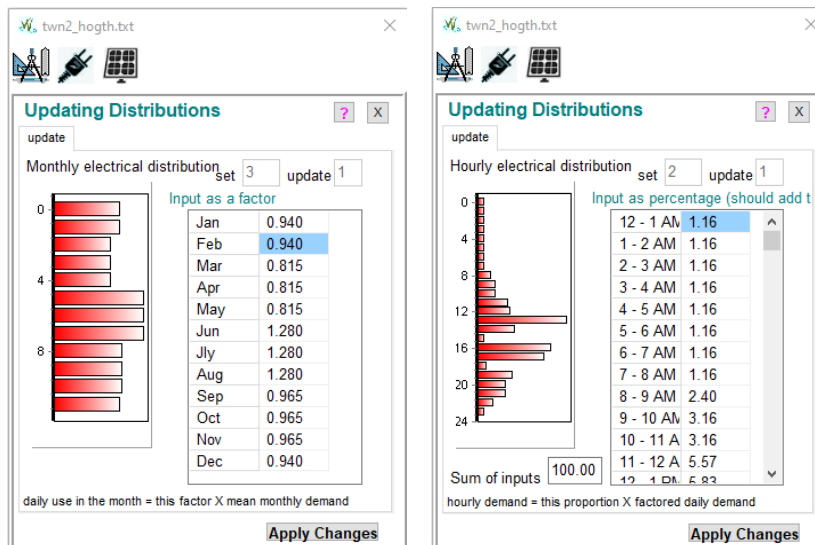 twn2_hogth.txt
Updating Distributions
? X
update
Monthly electrical distribution set 3 update 1
Input as a factor
0
4
8
Jan 0.940
Feb 0.940
Mar 0.815
Apr 0.815
May 0.815
Jun 1.280
Jly 1.280
Aug 1.280
Sep 0.965
Oct 0.965
Nov 0.965
Dec 0.940
daily use in the month = this factor X mean monthly demand
Apply Changes
twn2_hogth.txt
Updating Distributions
? X
update
Hourly electrical distribution set 2 update 1
Input as percentage (should add t
0
4
8
12
16
20
24
12 - 1 AM 1.16
1 - 2 AM 1.16
2 - 3 AM 1.16
3 - 4 AM 1.16
4 - 5 AM 1.16
5 - 6 AM 1.16
6 - 7 AM 1.16
7 - 8 AM 1.16
8 - 9 AM 2.40
9 - 10 AM 3.16
10 - 11 A 3.16
11 - 12 A 5.57
12 - 1 PM 5.83
Sum of inputs 100.00
hourly demand = this proportion X factored daily demand
Apply Changes